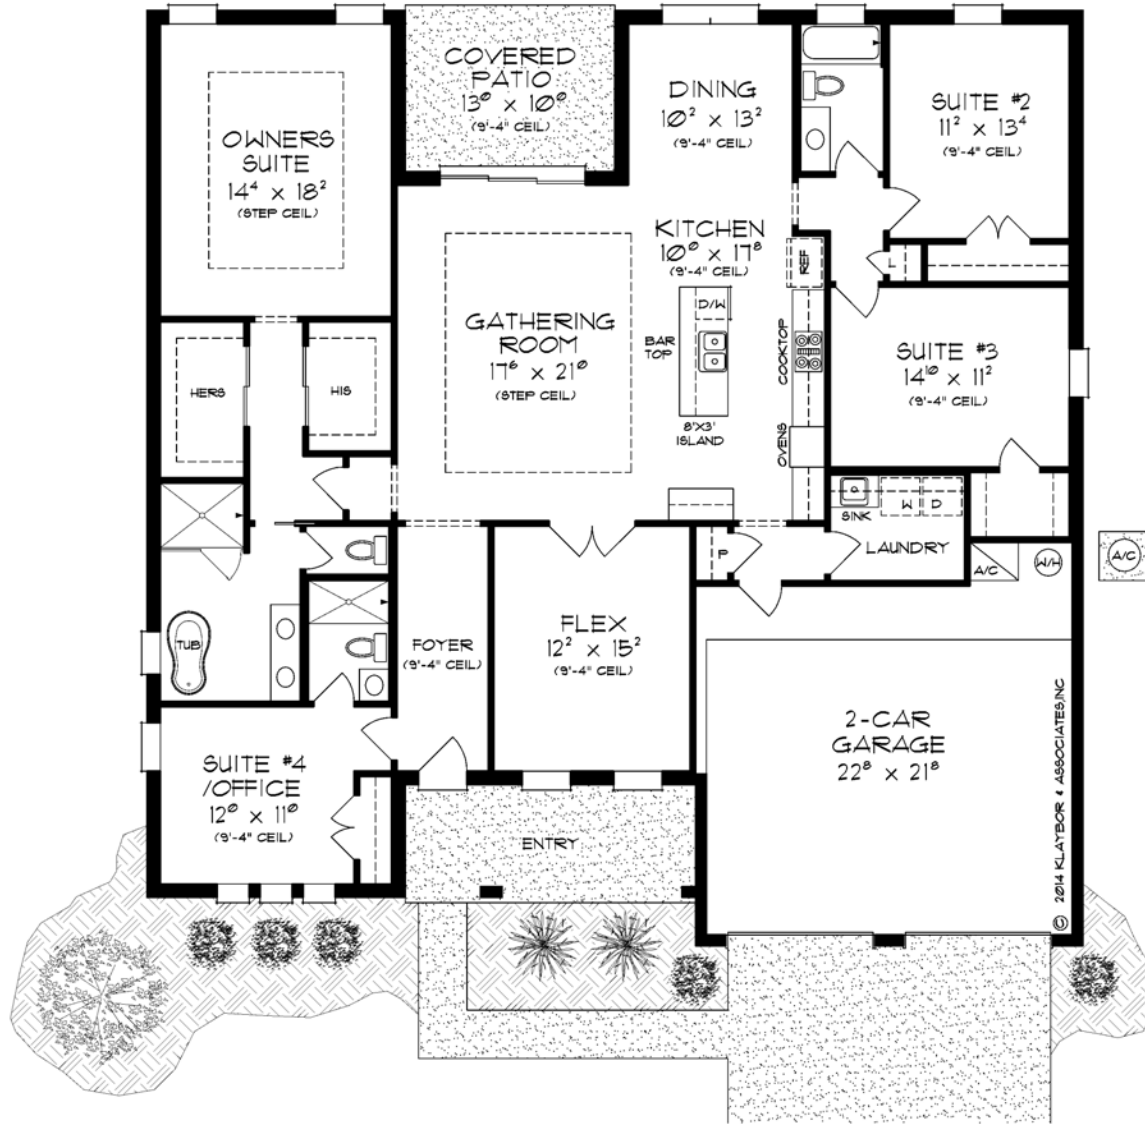 COVERED
PATIO
13⁰ x 10⁰
(9'-4" CEIL)
DINING
10² x 13²
(9'-4" CEIL)
SUITE #2
11² x 13⁴
(9'-4" CEIL)
OWNERS
SUITE
14⁴ x 18²
(STEP CEIL)
KITCHEN
10⁰ x 17⁸
(9'-4" CEIL)
REF
L
D/W
GATHERING
ROOM
17⁶ x 21⁰
(STEP CEIL)
BAR
TOP
COOKTOP
SUITE #3
14¹⁰ x 11²
(9'-4" CEIL)
HERS
HIS
8'X3'
ISLAND
OVENS
SINK
W
D
LAUNDRY
P
A/C
W/H
A/C
FLEX
12² x 15²
(9'-4" CEIL)
FOYER
(9'-4" CEIL)
TUB
2-CAR
GARAGE
22⁸ x 21⁸
SUITE #4
/OFFICE
12⁰ x 11⁰
(9'-4" CEIL)
ENTRY
© 2014 KLAYBOR & ASSOCIATES,INC